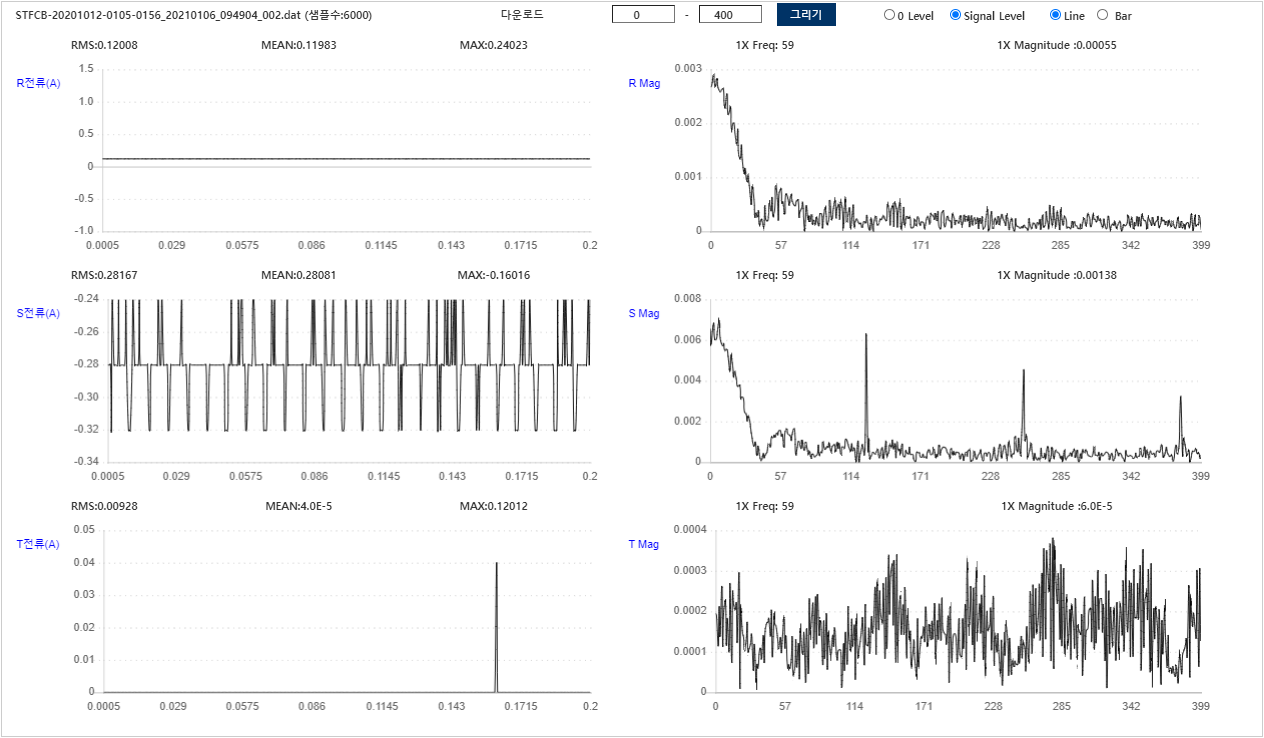 STFCB-20201012-0105-0156_20210106_094904_002.dat (샘플수:6000) 다운로드 0 - 400 그리기 0 Level Signal Level Line Bar
RMS:0.12008 MEAN:0.11983 MAX:0.24023 1X Freq: 59 1X Magnitude :0.00055
R전류(A)
1.5
1.0
0.5
0
-0.5
-1.0
0.0005 0.029 0.0575 0.086 0.1145 0.143 0.1715 0.2
R Mag
0.003
0.002
0.001
0
0 57 114 171 228 285 342 399
RMS:0.28167 MEAN:0.28081 MAX:-0.16016 1X Freq: 59 1X Magnitude :0.00138
S전류(A)
-0.24
-0.26
-0.28
-0.30
-0.32
-0.34
0.0005 0.029 0.0575 0.086 0.1145 0.143 0.1715 0.2
S Mag
0.008
0.006
0.004
0.002
0
0 57 114 171 228 285 342 399
RMS:0.00928 MEAN:4.0E-5 MAX:0.12012 1X Freq: 59 1X Magnitude :6.0E-5
T전류(A)
0.05
0.04
0.03
0.02
0.01
0
0.0005 0.029 0.0575 0.086 0.1145 0.143 0.1715 0.2
T Mag
0.0004
0.0003
0.0002
0.0001
0
0 57 114 171 228 285 342 399